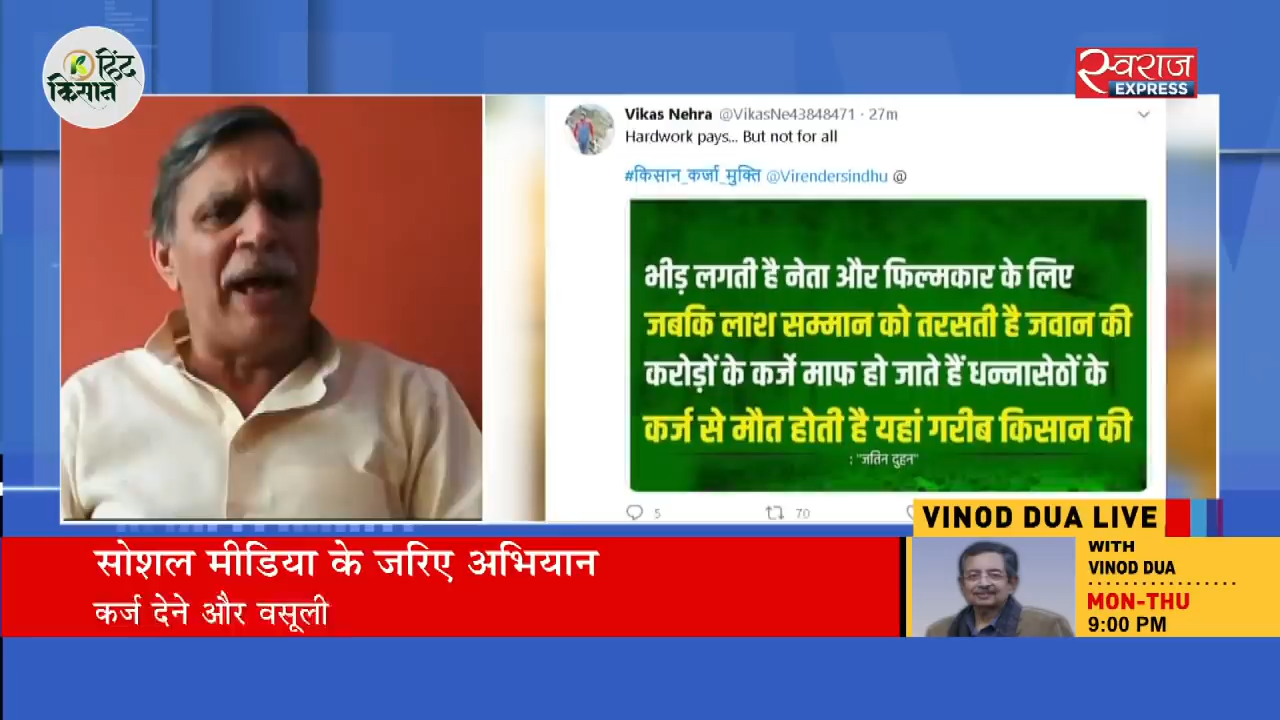 हिंद
किसान
स्वराज
EXPRESS
Vikas Nehra @VikasNe43848471 · 27m
Hardwork pays... But not for all
#किसान_कर्जा_मुक्ति @Virendersindhu @
भीड़ लगती है नेता और फिल्मकार के लिए
जबकि लाश सम्मान को तरसती है जवान की
करोड़ों के कर्जे माफ हो जाते हैं धन्नासेठों के
कर्ज से मौत होती है यहां गरीब किसान की
: "जतिन दुहन"
5 70
VINOD DUA LIVE
WITH
VINOD DUA
MON-THU
9:00 PM
सोशल मीडिया के जरिए अभियान
कर्ज देने और वसूली